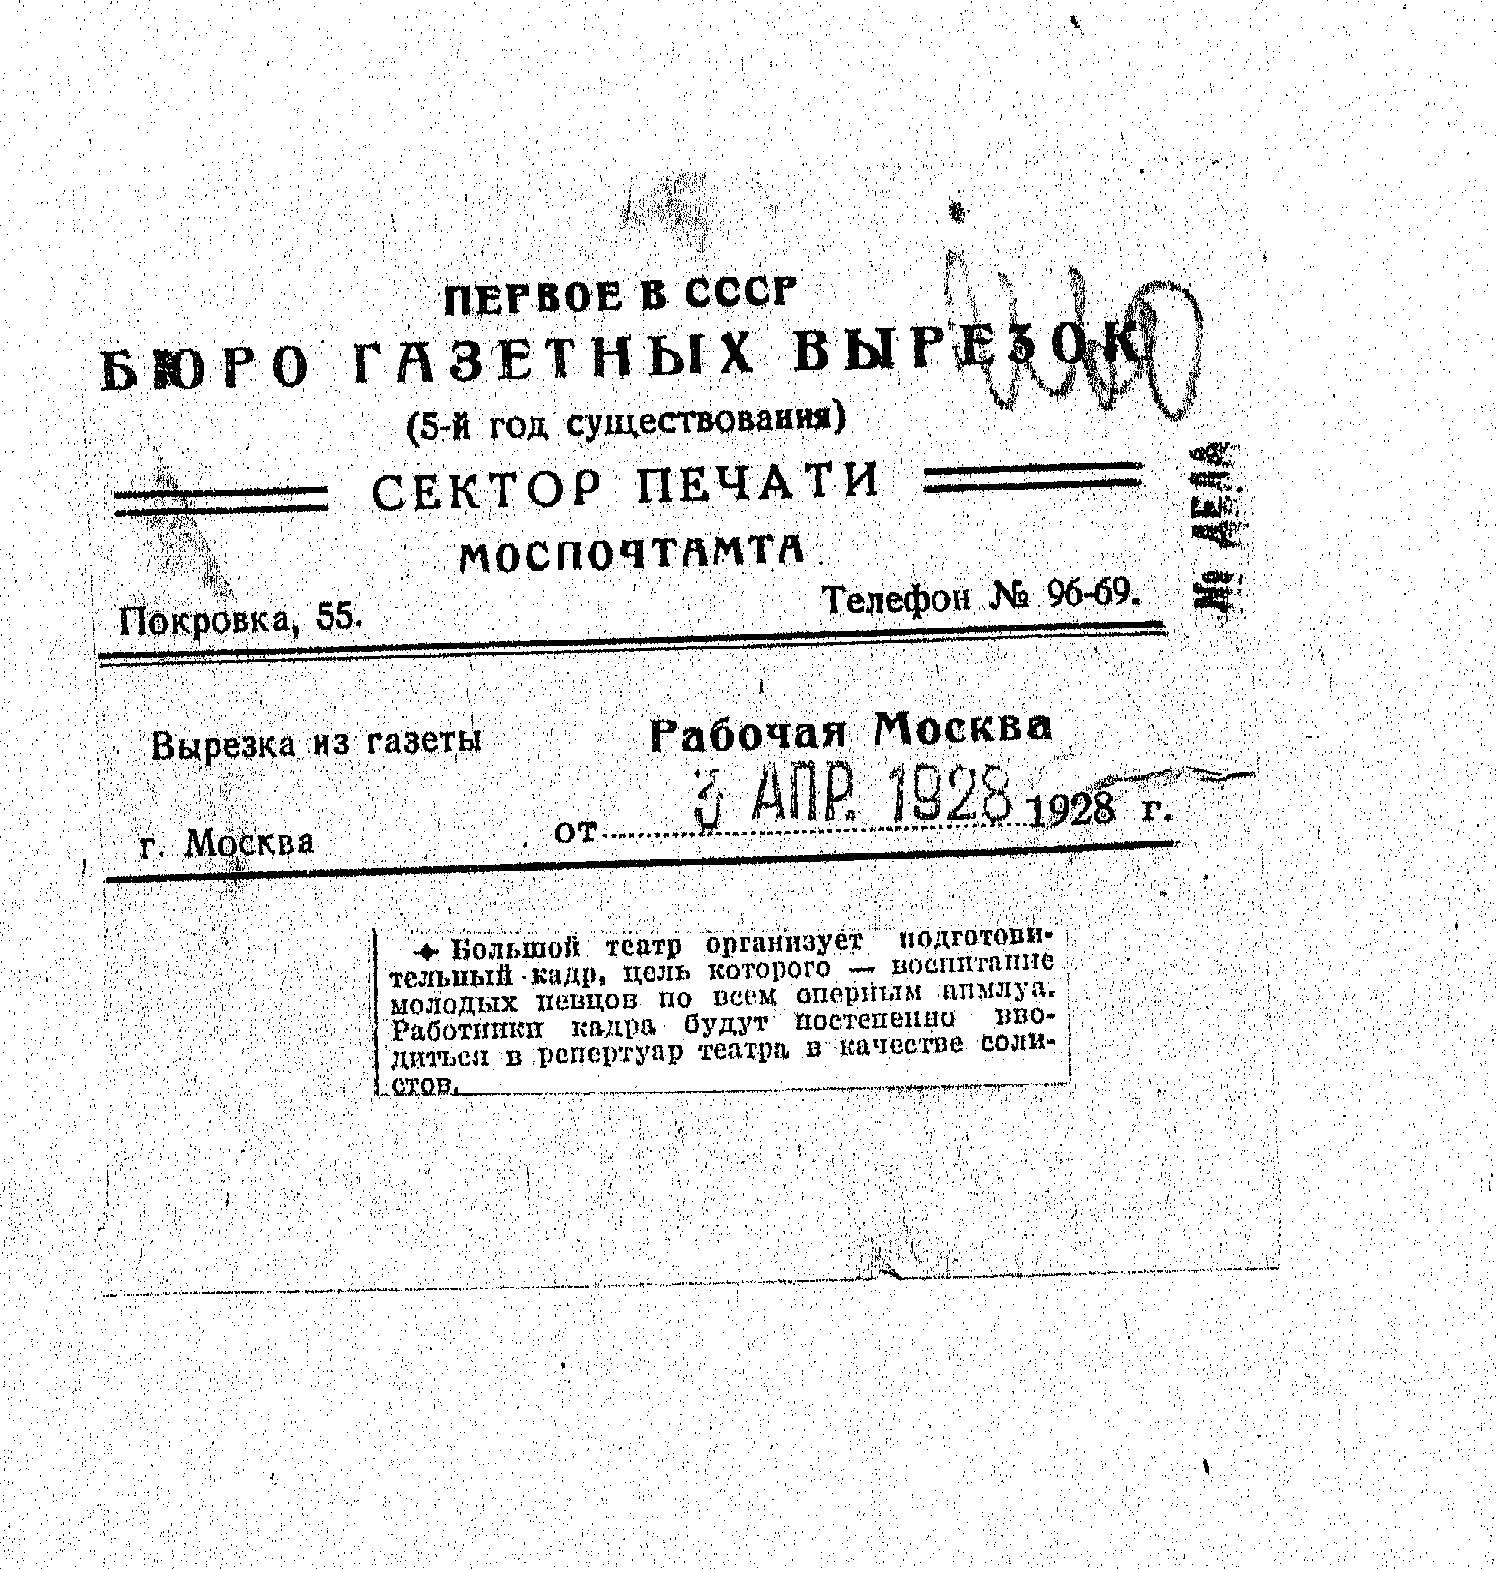 ПЕРВОЕ В СССР
БЮРО ГАЗЕТНЫХ ВЫРЕЗОК
(5-й год существования)
СЕКТОР ПЕЧАТИ
МОСПОЧТАМТА
Покровка, 55.
Телефон № 96-69.
Вырезка из газеты
Рабочая Москва
3 АПР. 1928
г. Москва
от 1928 г.
Большой театр организует подготови-
тельный кадр, цель которого — воспитание
молодых певцов по всем оперным апмлуа.
Работники кадра будут постепенно вво-
диться в репертуар театра в качестве соли-
стов.